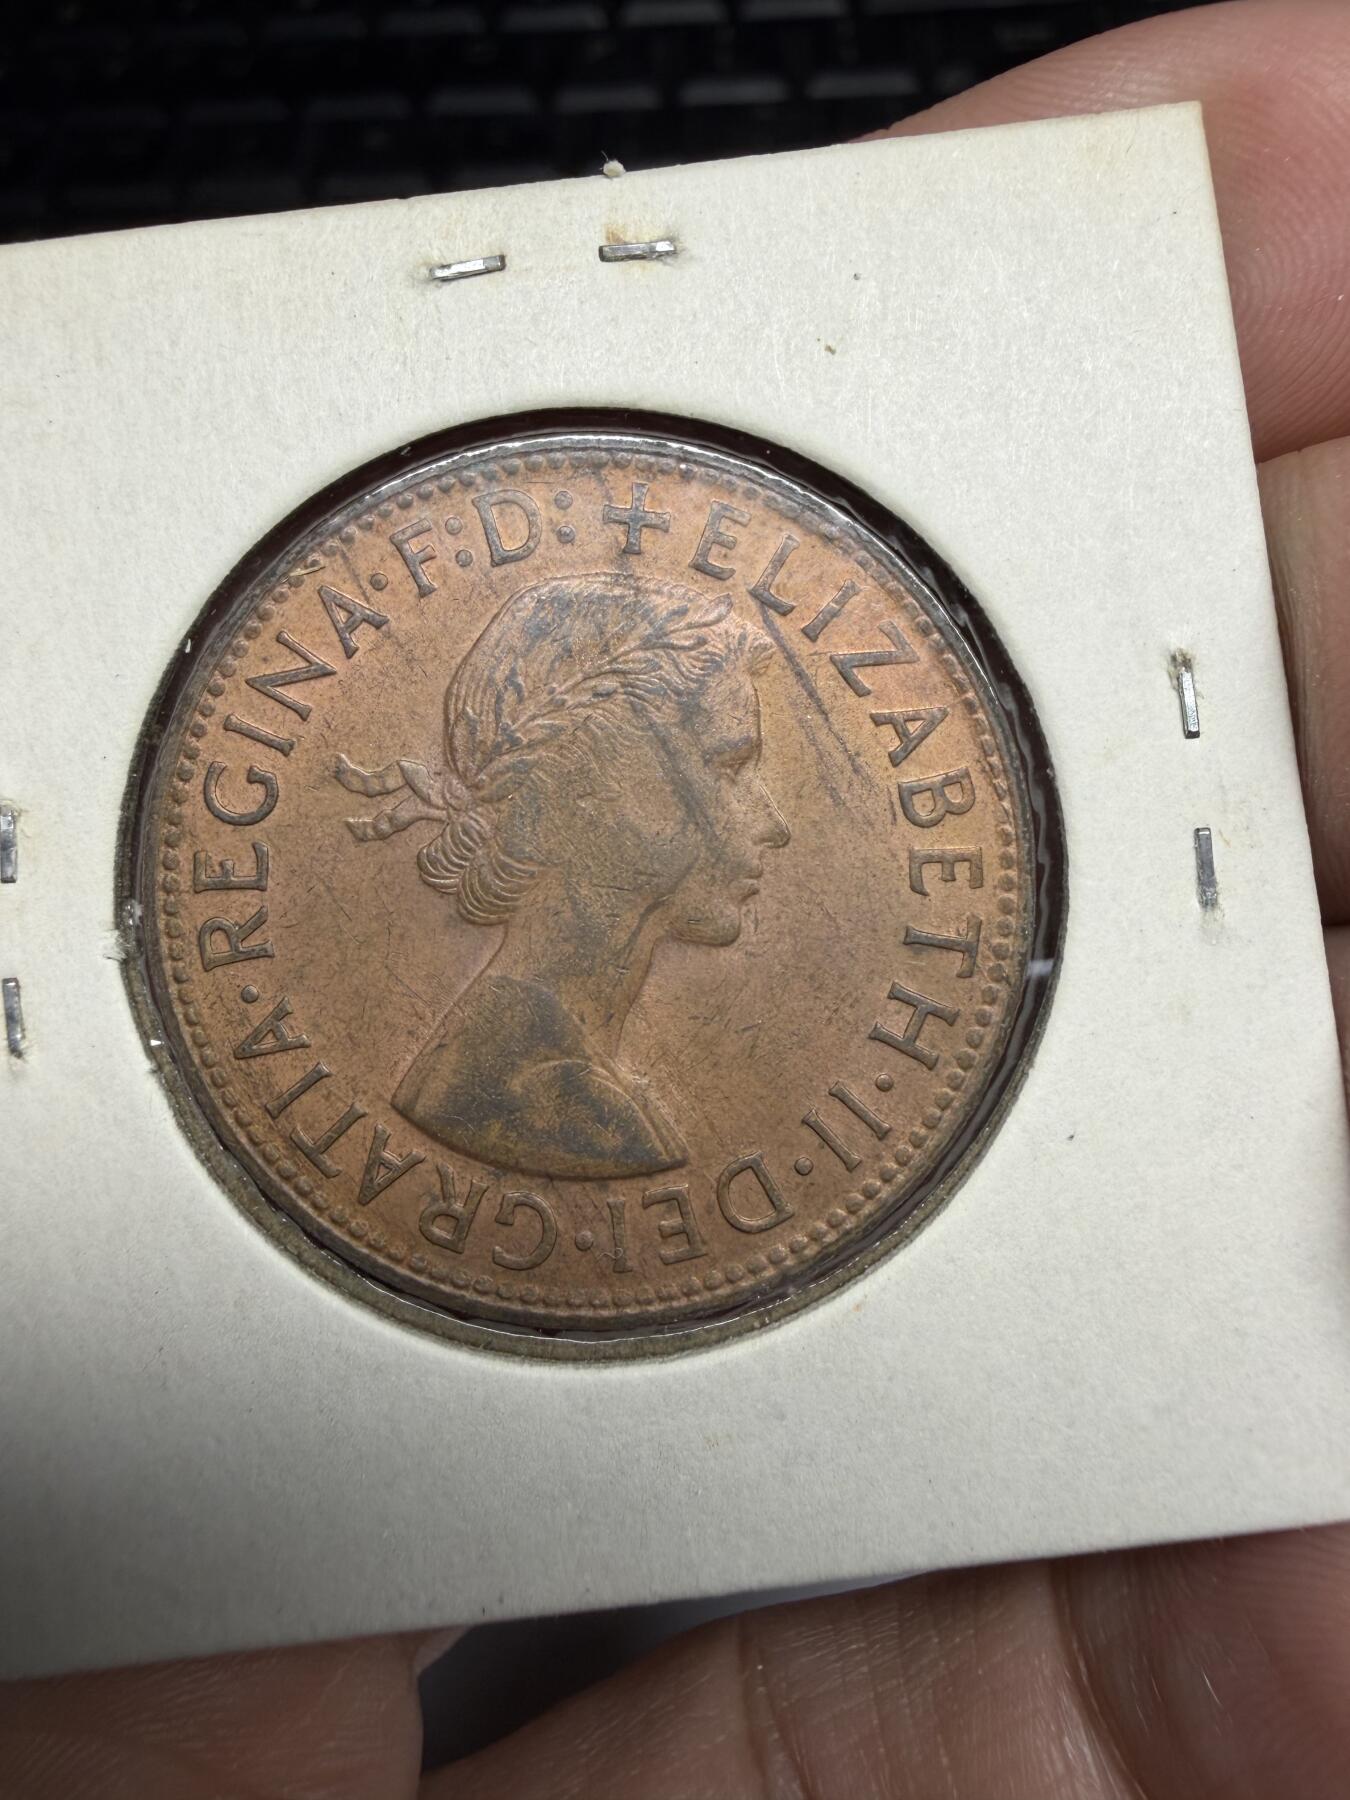 + ELIZABETH · II · DEI · GRATIA · REGINA · F:D: